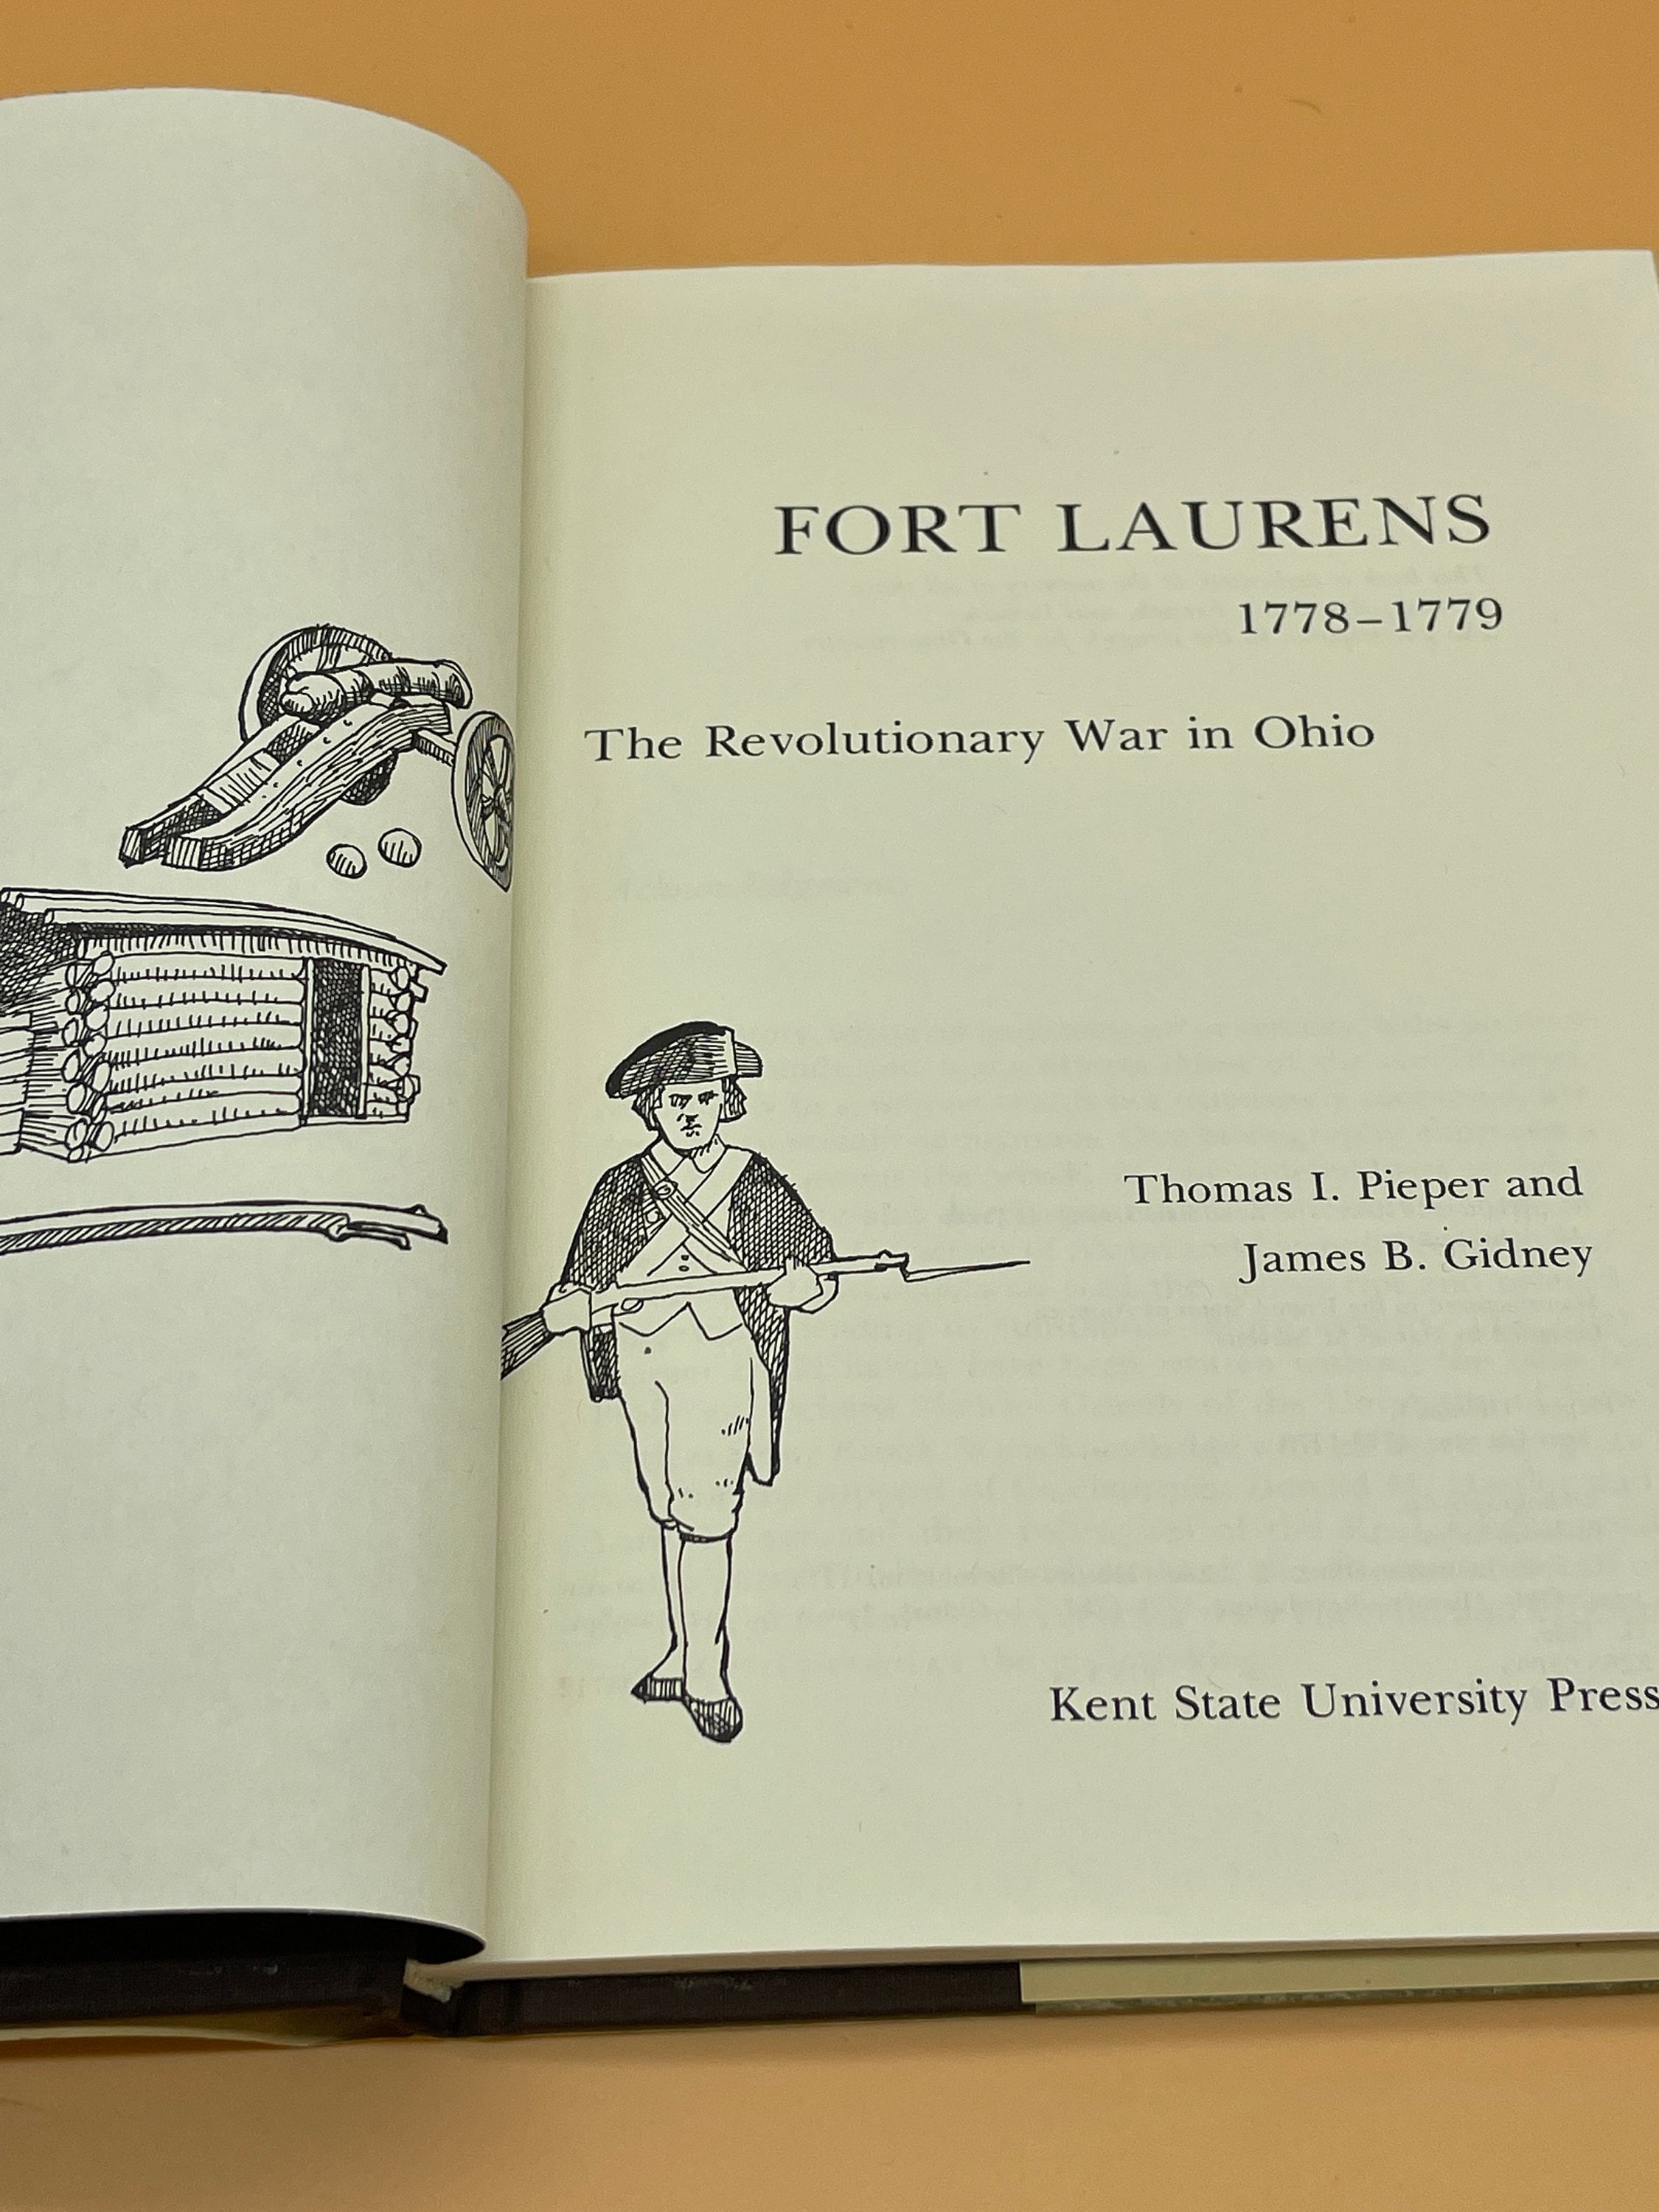 FORT LAURENS
1778–1779
The Revolutionary War in Ohio
Thomas I. Pieper and
James B. Gidney
Kent State University Press